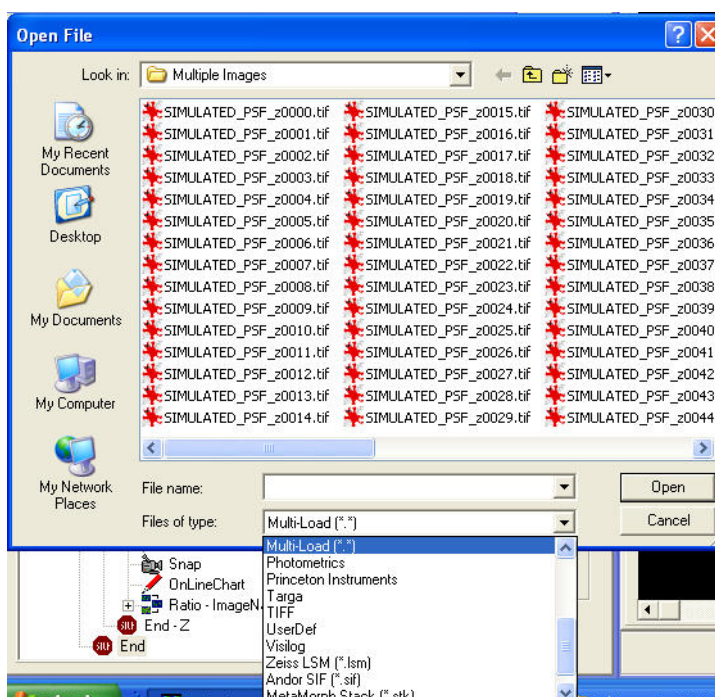 Open File
Look in: Multiple Images
My Recent Documents
Desktop
My Documents
My Computer
My Network Places
SIMULATED_PSF_z0000.tif SIMULATED_PSF_z0015.tif SIMULATED_PSF_z0030
SIMULATED_PSF_z0001.tif SIMULATED_PSF_z0016.tif SIMULATED_PSF_z0031
SIMULATED_PSF_z0002.tif SIMULATED_PSF_z0017.tif SIMULATED_PSF_z0032
SIMULATED_PSF_z0003.tif SIMULATED_PSF_z0018.tif SIMULATED_PSF_z0033
SIMULATED_PSF_z0004.tif SIMULATED_PSF_z0019.tif SIMULATED_PSF_z0034
SIMULATED_PSF_z0005.tif SIMULATED_PSF_z0020.tif SIMULATED_PSF_z0035
SIMULATED_PSF_z0006.tif SIMULATED_PSF_z0021.tif SIMULATED_PSF_z0036
SIMULATED_PSF_z0007.tif SIMULATED_PSF_z0022.tif SIMULATED_PSF_z0037
SIMULATED_PSF_z0008.tif SIMULATED_PSF_z0023.tif SIMULATED_PSF_z0038
SIMULATED_PSF_z0009.tif SIMULATED_PSF_z0024.tif SIMULATED_PSF_z0039
SIMULATED_PSF_z0010.tif SIMULATED_PSF_z0025.tif SIMULATED_PSF_z0040
SIMULATED_PSF_z0011.tif SIMULATED_PSF_z0026.tif SIMULATED_PSF_z0041
SIMULATED_PSF_z0012.tif SIMULATED_PSF_z0027.tif SIMULATED_PSF_z0042
SIMULATED_PSF_z0013.tif SIMULATED_PSF_z0028.tif SIMULATED_PSF_z0043
SIMULATED_PSF_z0014.tif SIMULATED_PSF_z0029.tif SIMULATED_PSF_z0044
File name: Open
Files of type: Multi-Load (*.*) Cancel
Multi-Load (*.*)
Photometrics
Princeton Instruments
Targa
TIFF
UserDef
Visilog
Zeiss LSM (*.lsm)
Andor SIF (*.sif)
MetaMorph Stack (*.stk)
Snap
OnLineChart
Ratio - ImageN
End - Z
End